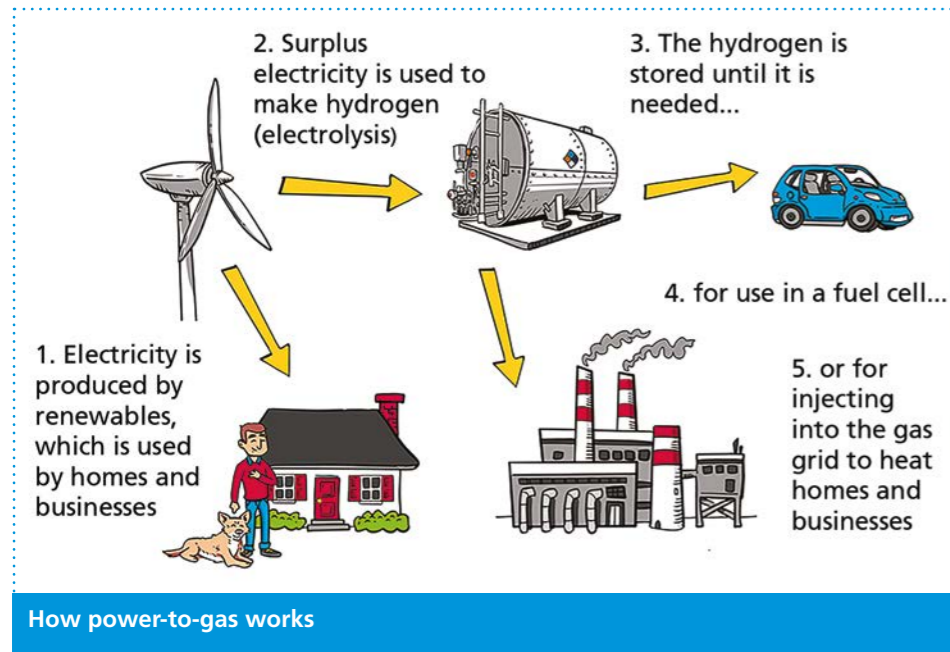 2. Surplus
electricity is used to
make hydrogen
(electrolysis)
3. The hydrogen is
stored until it is
needed...
4. for use in a fuel cell...
1. Electricity is
produced by
renewables,
which is used
by homes and
businesses
5. or for
injecting
into the gas
grid to heat
homes and
businesses
How power-to-gas works